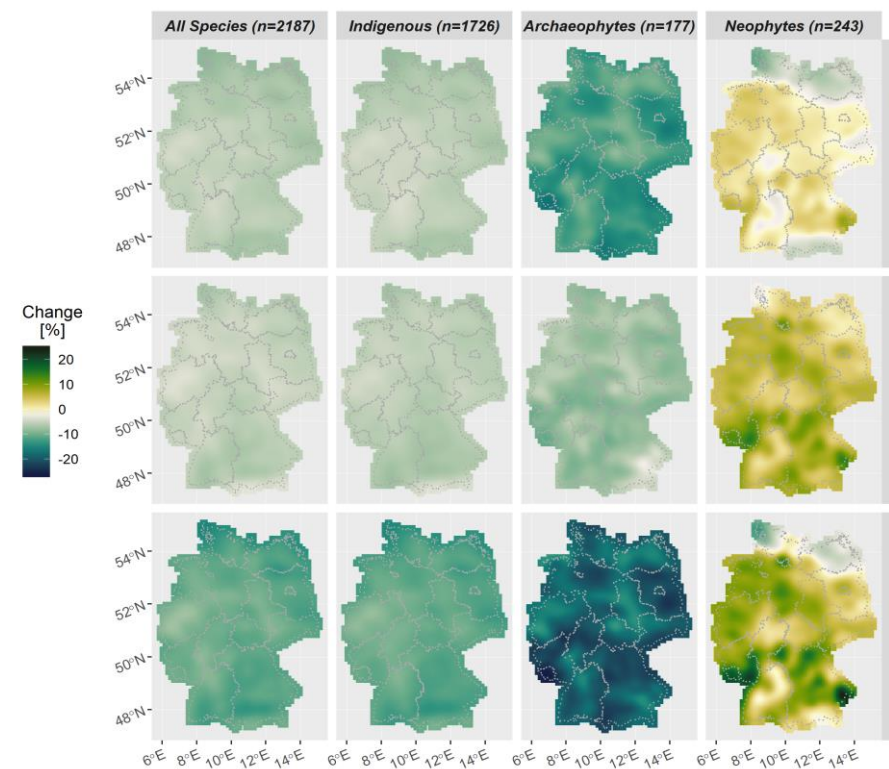 All Species (n=2187) Indigenous (n=1726) Archaeophytes (n=177) Neophytes (n=243)
54°N
52°N
50°N
48°N
54°N
52°N
50°N
48°N
Change
[%]
20
10
0
-10
-20
54°N
52°N
50°N
48°N
6°E 8°E 10°E 12°E 14°E 6°E 8°E 10°E 12°E 14°E 6°E 8°E 10°E 12°E 14°E 6°E 8°E 10°E 12°E 14°E